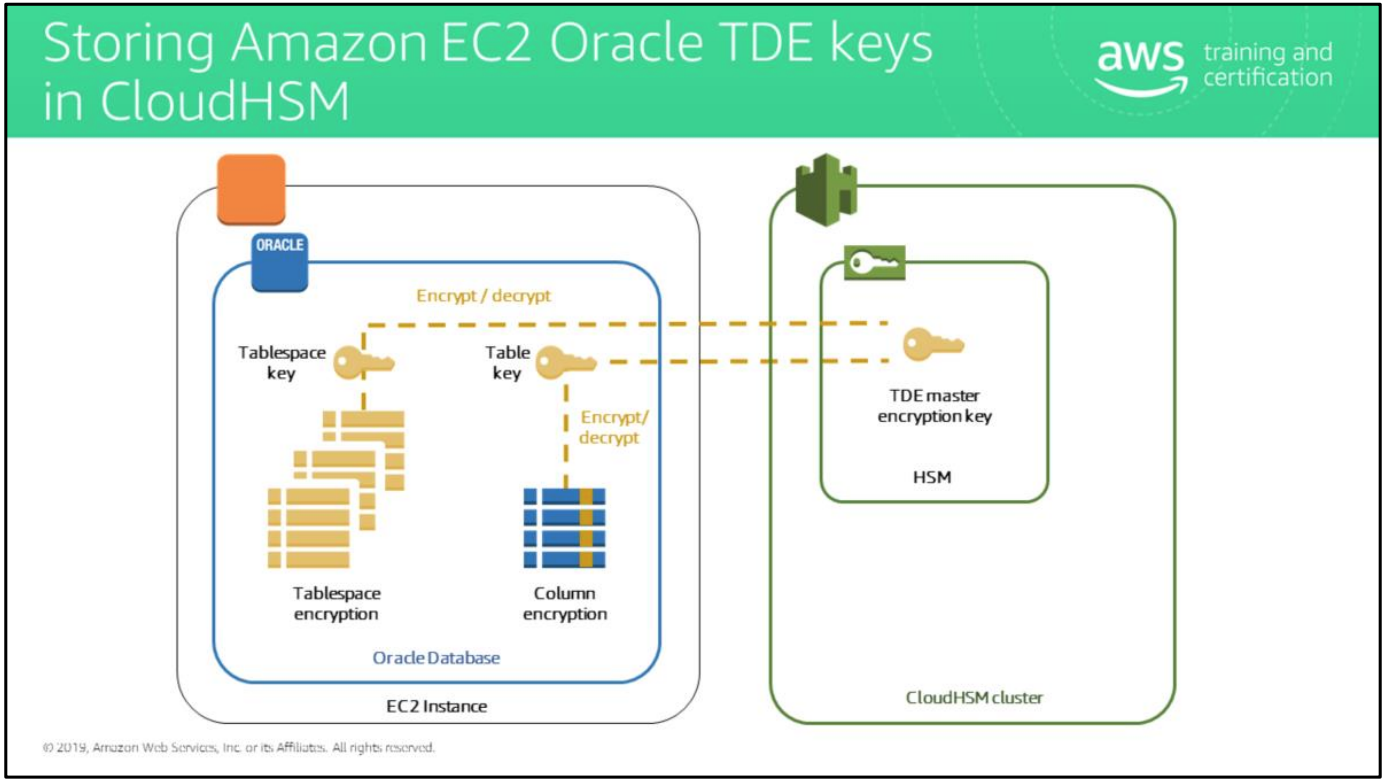 Storing Amazon EC2 Oracle TDE keys
in CloudHSM
aws training and
certification
ORACLE
Encrypt / decrypt
Tablespace
key
Table
key
Encrypt/
decrypt
TDE master
encryption key
HSM
Tablespace
encryption
Column
encryption
Oracle Database
EC2 Instance
CloudHSM cluster
© 2019, Amazon Web Services, Inc. or its Affiliates. All rights reserved.